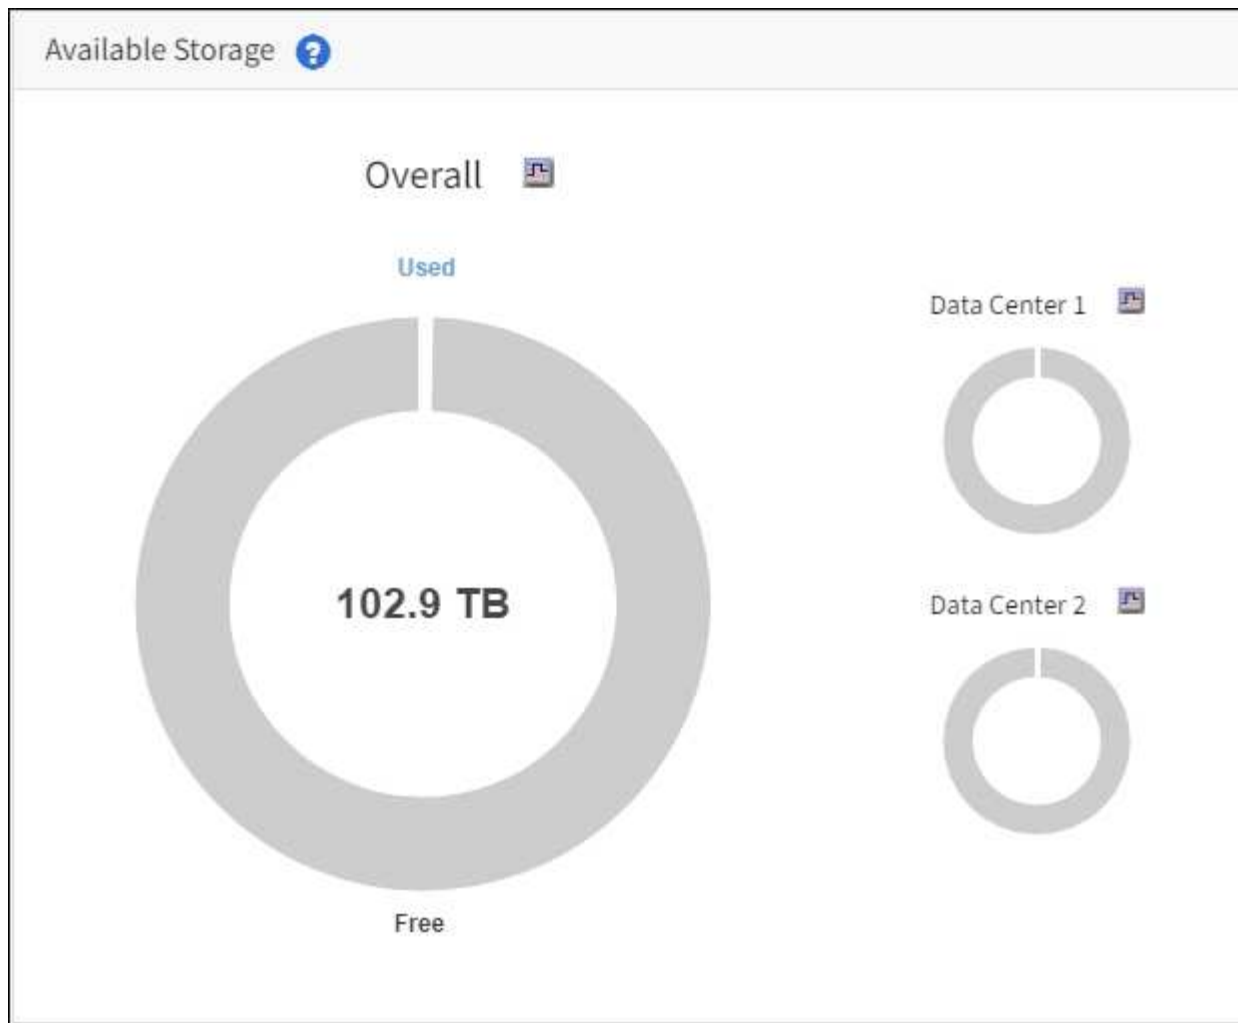 Available Storage ?
Overall
Used
102.9 TB
Free
Data Center 1
Data Center 2